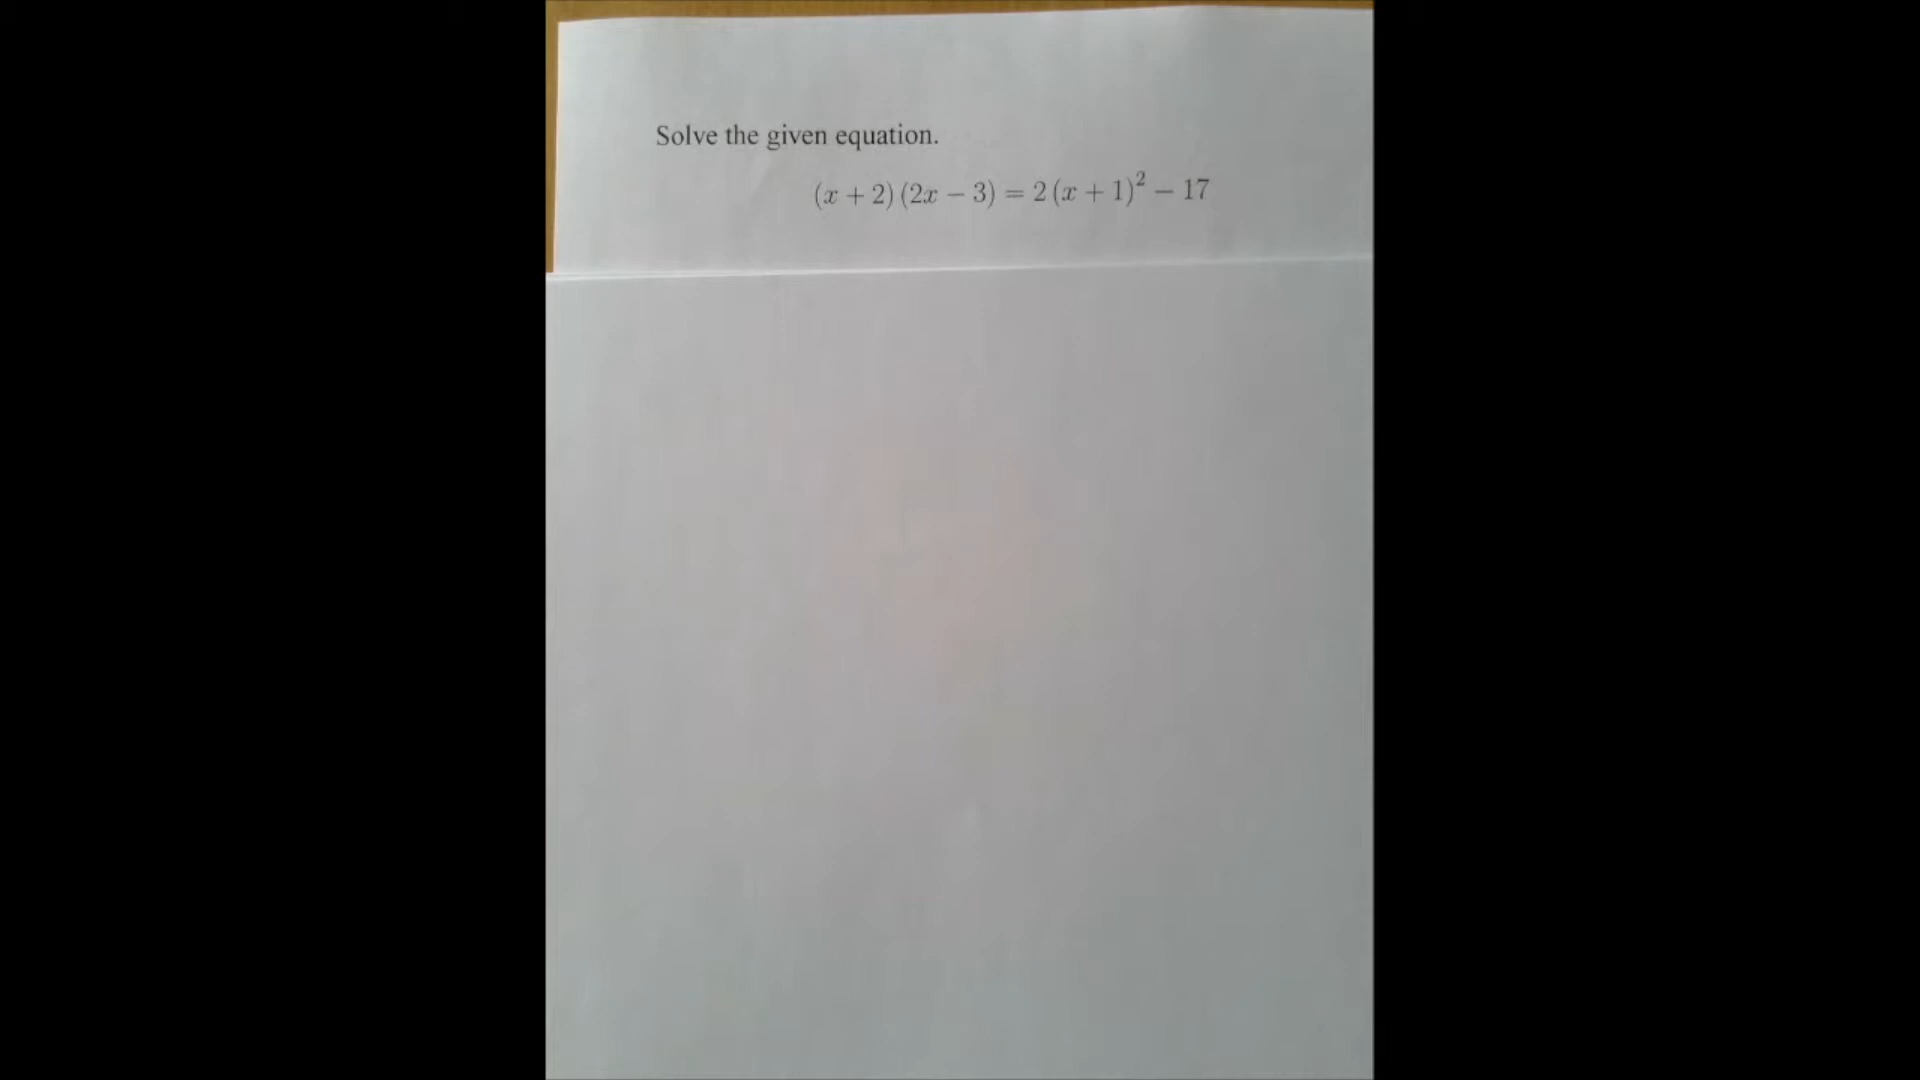 Solve the given equation.
(x + 2) (2x − 3) = 2 (x + 1)² − 17